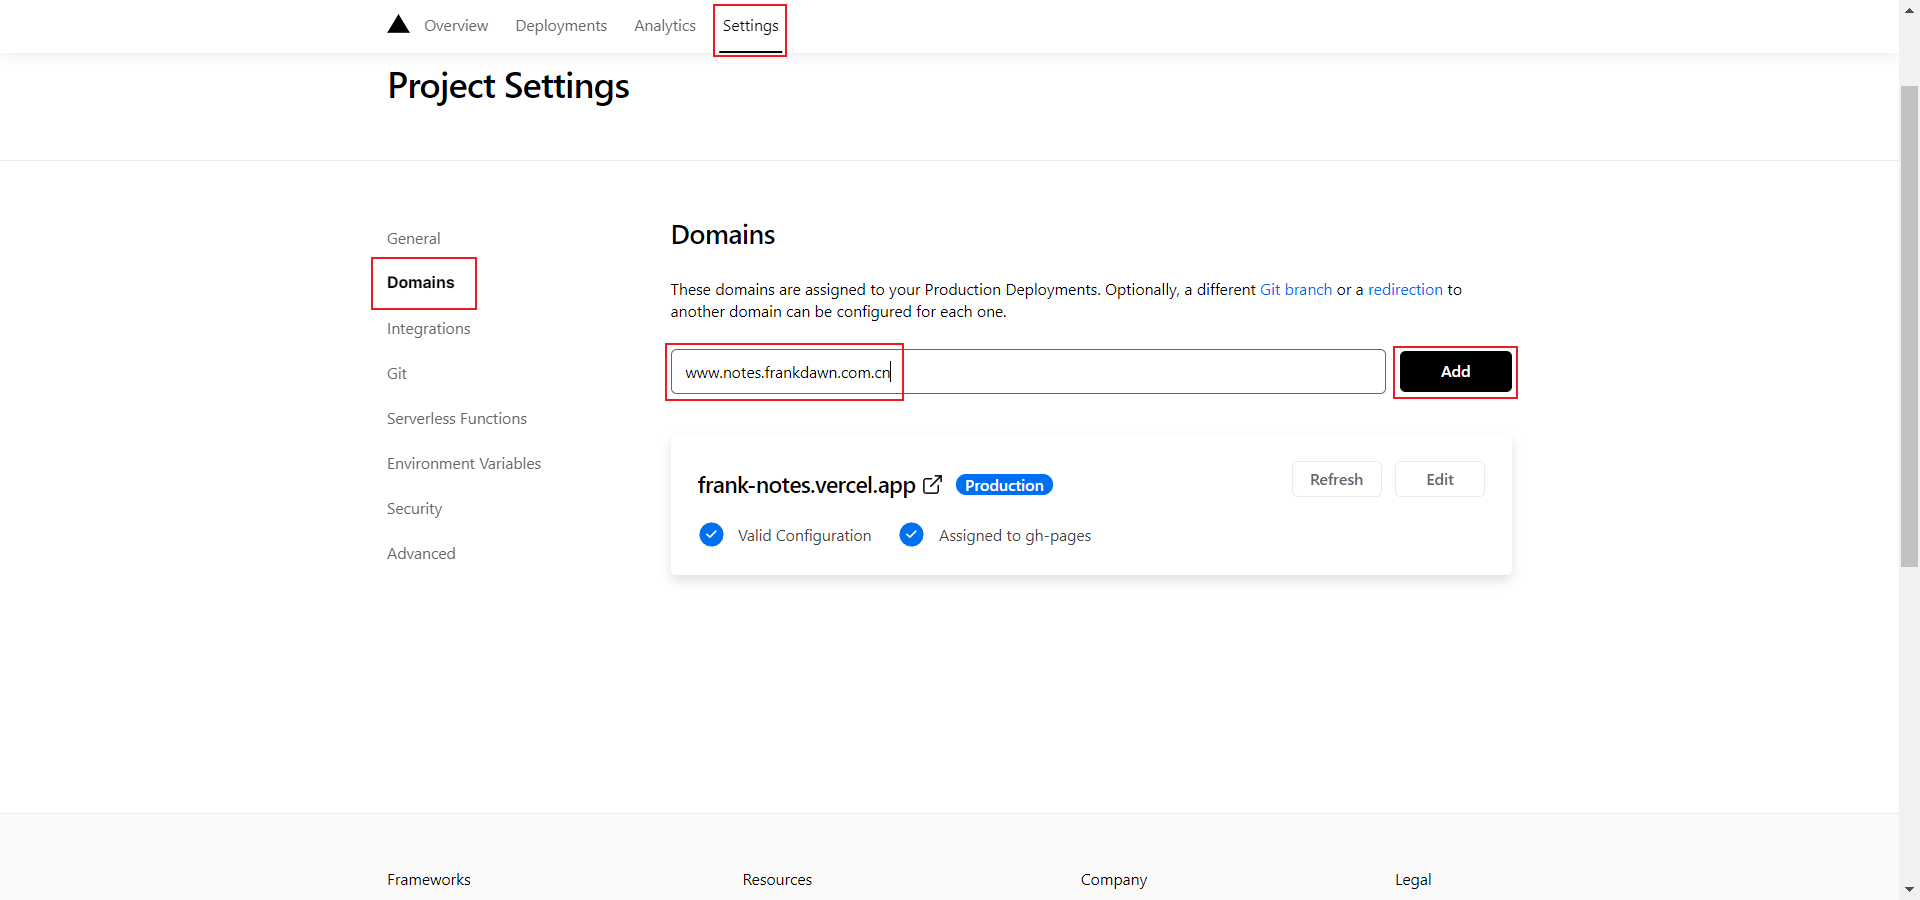 Overview Deployments Analytics Settings
Project Settings
General
Domains
Integrations
Git
Serverless Functions
Environment Variables
Security
Advanced
Domains
These domains are assigned to your Production Deployments. Optionally, a different Git branch or a redirection to
another domain can be configured for each one.
www.notes.frankdawn.com.cn
Add
frank-notes.vercel.app Production
Refresh Edit
Valid Configuration Assigned to gh-pages
Frameworks Resources Company Legal